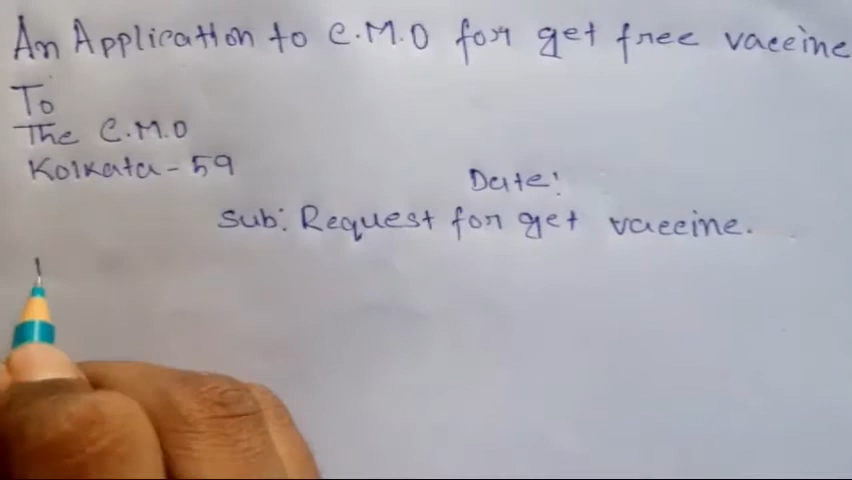 An Application to C.M.O for get free vaccine
To
The C.M.O
Kolkata - 59
Date:
Sub: Request for get vaccine.